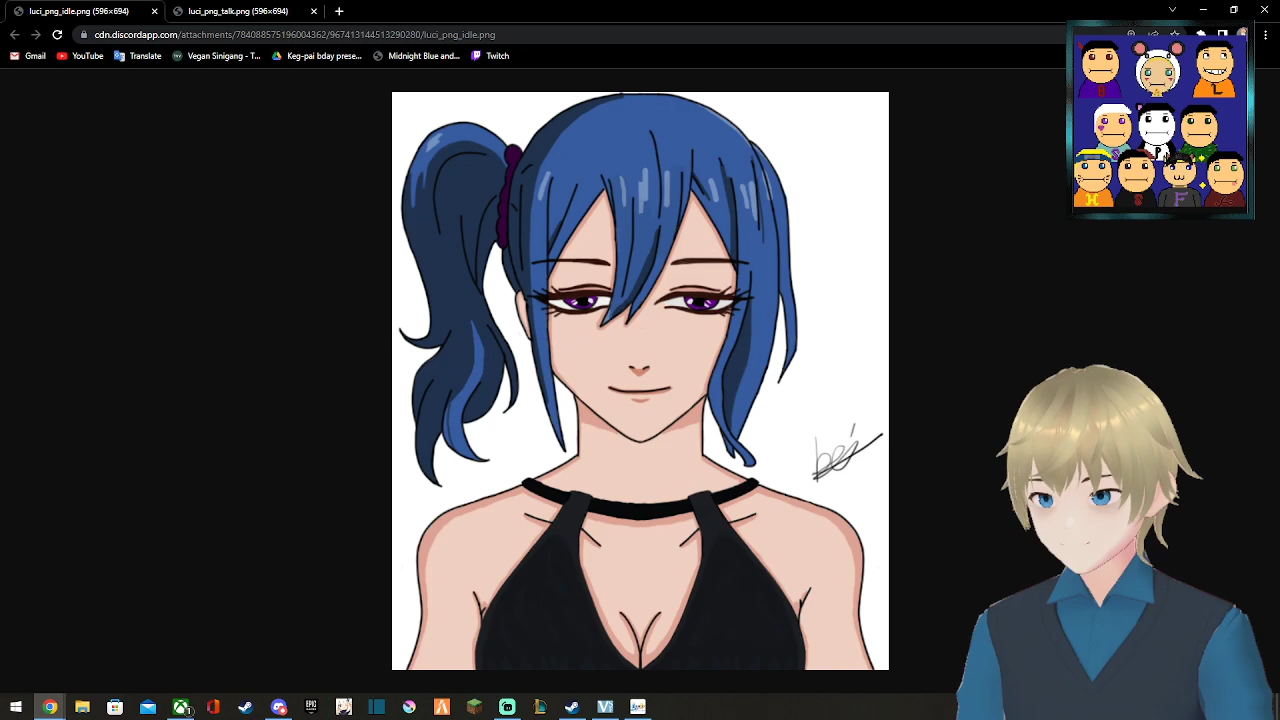 luci_png_idle.png (596×694)
luci_png_talk.png (596×694)
cdn.discordapp.com/attachments/784088575196004362/967413144513290280/luci_png_idle.png
Gmail
YouTube
Translate
Vegan Sinigang - T...
Keg-pai bday prese...
Midnight Beauty and...
Twitch
L
P
H
S
F